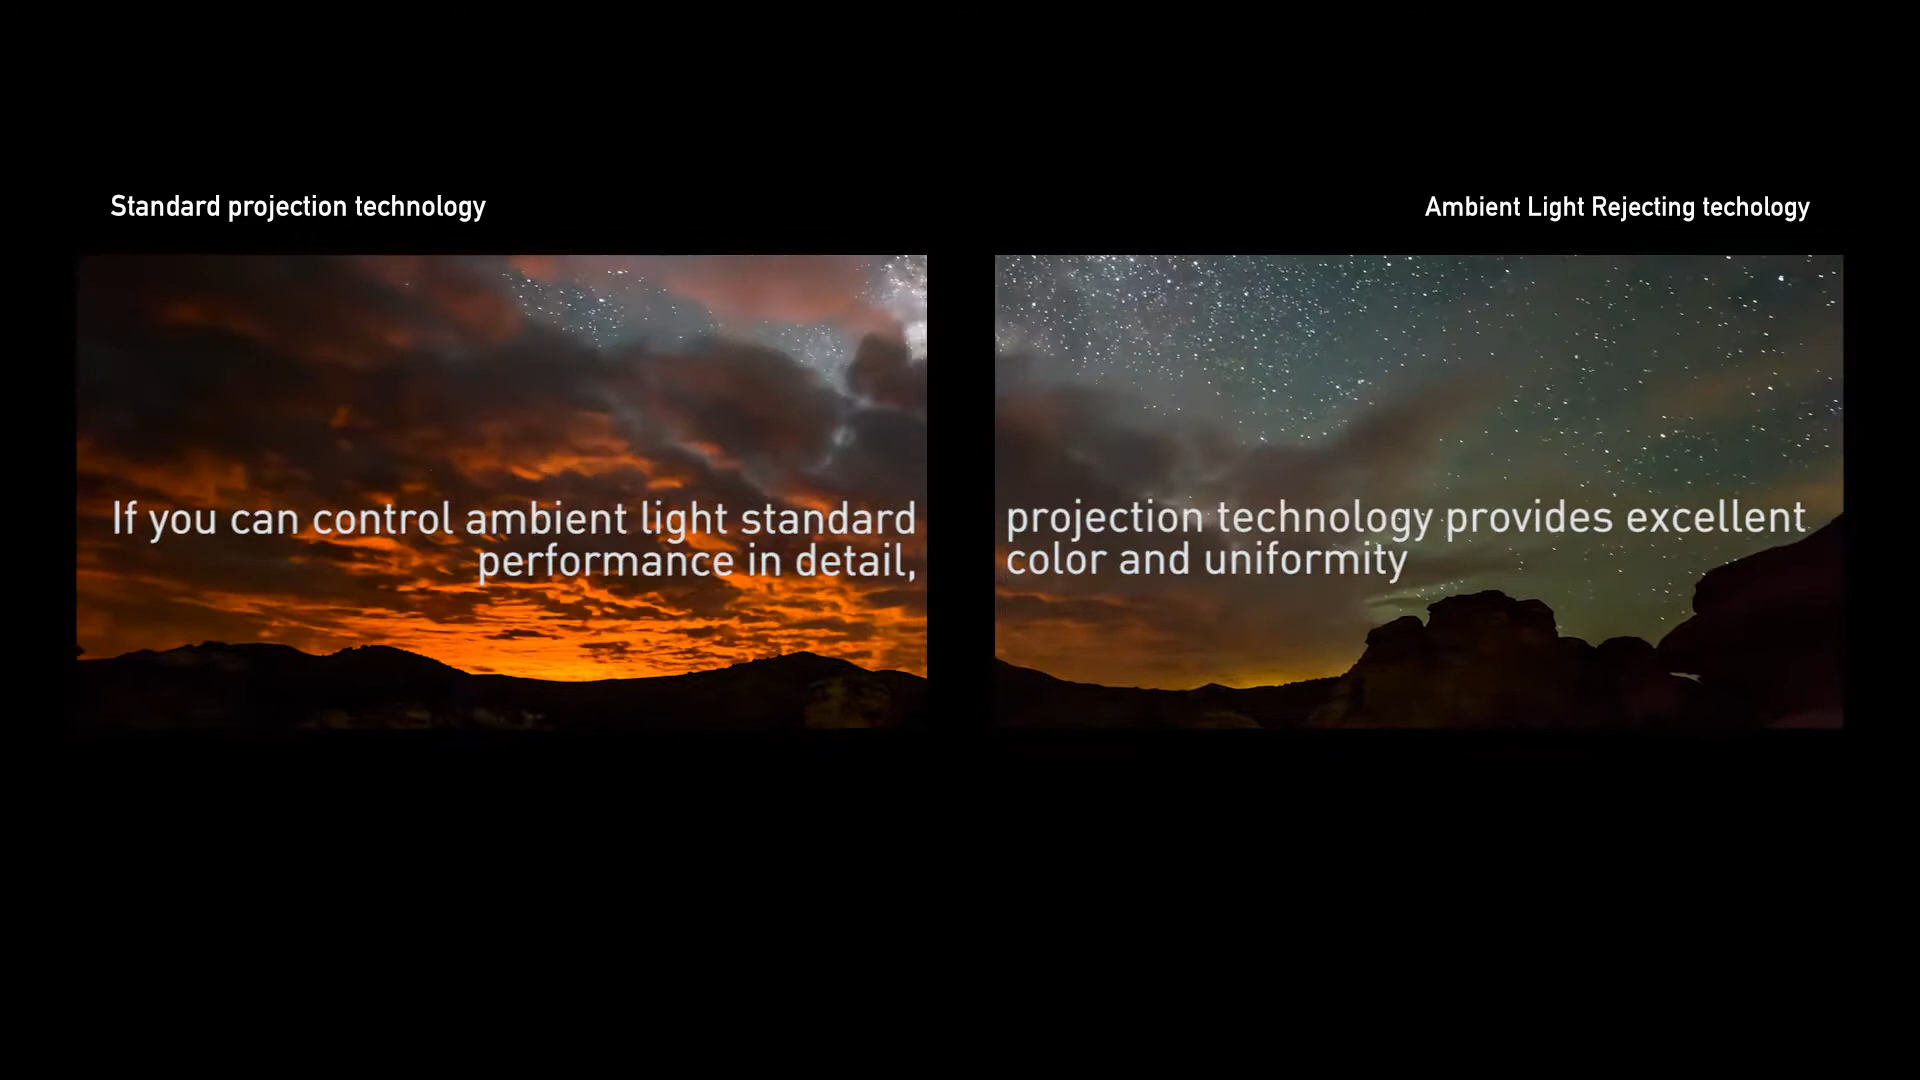 Standard projection technology
Ambient Light Rejecting techology
If you can control ambient light standard projection technology provides excellent
performance in detail, color and uniformity